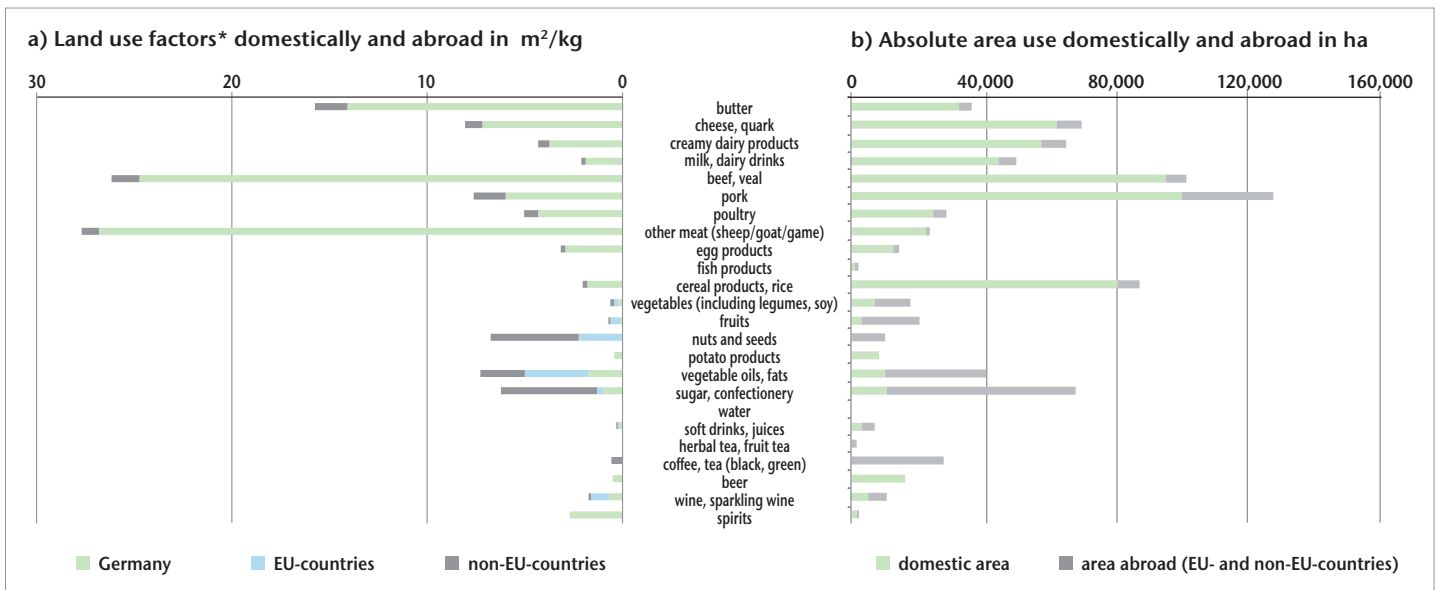 a) Land use factors* domestically and abroad in m²/kg
b) Absolute area use domestically and abroad in ha
30 20 10 0
0 40,000 80,000 120,000 160,000
butter
cheese, quark
creamy dairy products
milk, dairy drinks
beef, veal
pork
poultry
other meat (sheep/goat/game)
egg products
fish products
cereal products, rice
vegetables (including legumes, soy)
fruits
nuts and seeds
potato products
vegetable oils, fats
sugar, confectionery
water
soft drinks, juices
herbal tea, fruit tea
coffee, tea (black, green)
beer
wine, sparkling wine
spirits
Germany EU-countries non-EU-countries
domestic area area abroad (EU- and non-EU-countries)